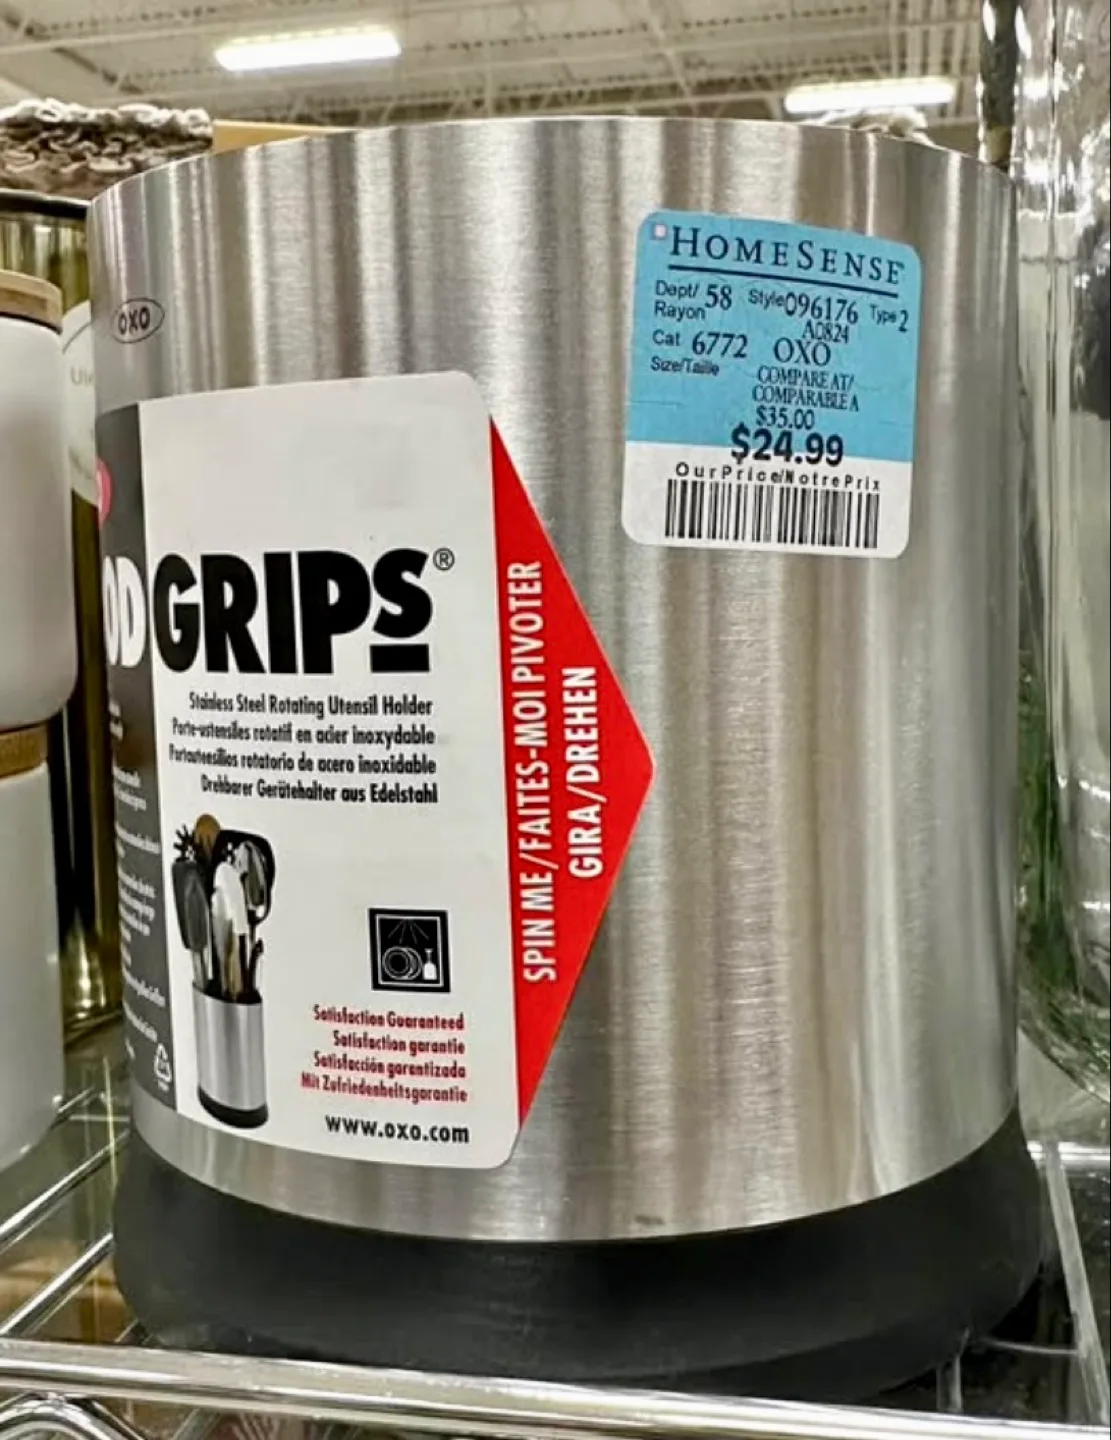 OXO
HOMESENSE
Dept/ 58 Style 096176 Type 2
Rayon
A0824
Cat 6772 OXO
Size/Taille
COMPARE AT/
COMPARABLE A
$35.00
$24.99
Our Price/Notre Prix
OD GRIPS®
Stainless Steel Rotating Utensil Holder
Porte-ustensiles rotatif en acier inoxydable
Portautensilios rotatorio de acero inoxidable
Drehbarer Gerätehalter aus Edelstahl
SPIN ME/FAITES-MOI PIVOTER
GIRA/DREHEN
Satisfaction Guaranteed
Satisfaction garantie
Satisfacción garantizada
Mit Zufriedenheitsgarantie
www.oxo.com